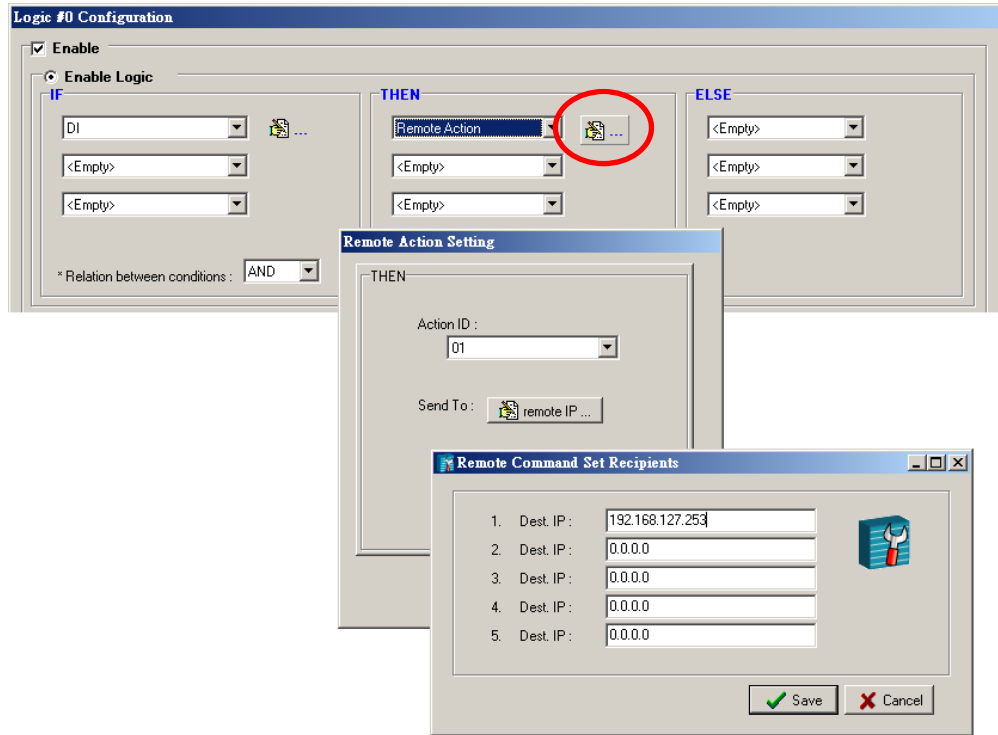 Logic #0 Configuration
Enable
Enable Logic
IF
THEN
ELSE
DI
...
Remote Action
...
<Empty>
<Empty>
<Empty>
<Empty>
<Empty>
<Empty>
<Empty>
* Relation between conditions : AND
Remote Action Setting
THEN
Action ID :
01
Send To : remote IP ...
Remote Command Set Recipients
1. Dest. IP : 192.168.127.253
2. Dest. IP : 0.0.0.0
3. Dest. IP : 0.0.0.0
4. Dest. IP : 0.0.0.0
5. Dest. IP : 0.0.0.0
Save
Cancel